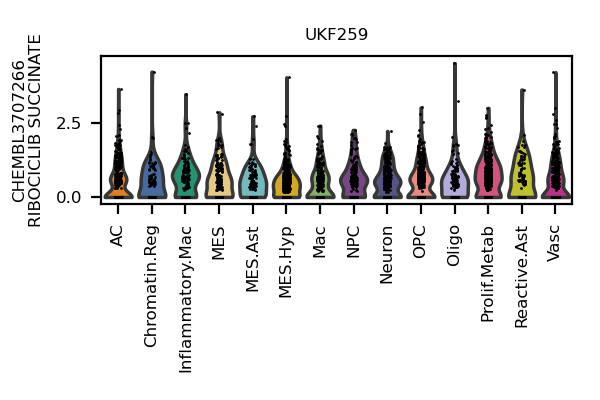 UKF259
CHEMBL3707266
RIBOCICLIB SUCCINATE
2.5
0.0
AC
Chromatin.Reg
Inflammatory.Mac
MES
MES.Ast
MES.Hyp
Mac
NPC
Neuron
OPC
Oligo
Prolif.Metab
Reactive.Ast
Vasc